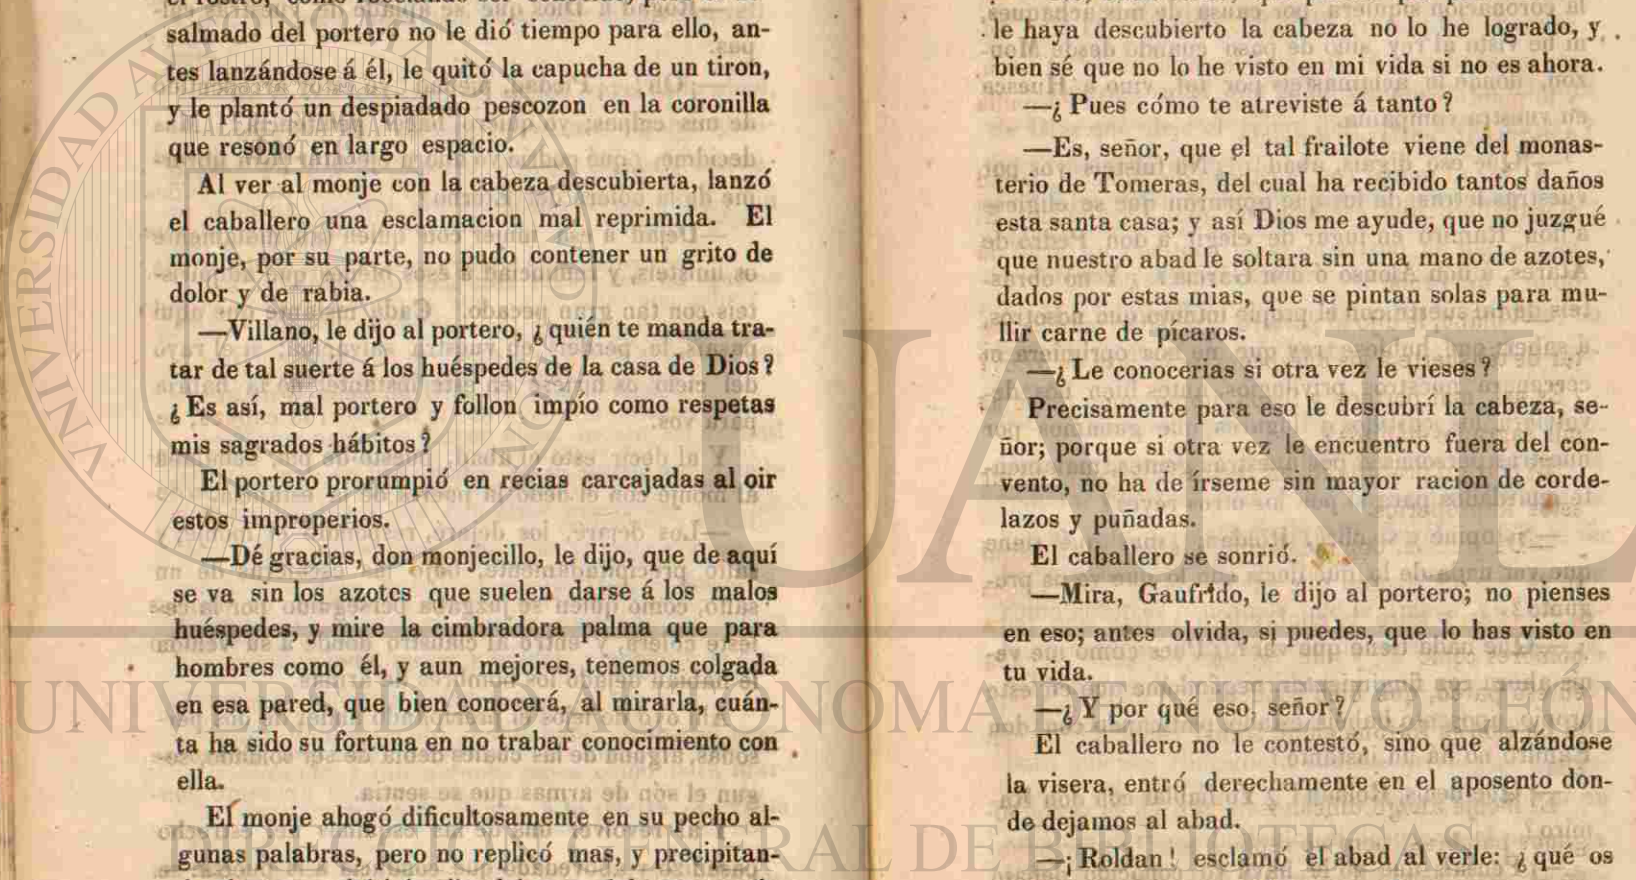 salmado del portero no le dió tiempo para ello, an-
tes lanzándose á él, le quitó la capucha de un tiron,
y le plantó un despiadado pescozon en la coronilla
que resonó en largo espacio.
Al ver al monje con la cabeza descubierta, lanzó
el caballero una esclamacion mal reprimida. El
monje, por su parte, no pudo contener un grito de
dolor y de rabia.
—Villano, le dijo al portero, ¿quién te manda tra-
tar de tal suerte á los huéspedes de la casa de Dios?
¿Es así, mal portero y follon impío como respetas
mis sagrados hábitos?
El portero prorumpió en recias carcajadas al oir
estos improperios.
—Dé gracias, don monjecillo, le dijo, que de aquí
se va sin los azotes que suelen darse á los malos
huéspedes, y mire la cimbradora palma que para
hombres como él, y aun mejores, tenemos colgada
en esa pared, que bien conocerá, al mirarla, cuán-
ta ha sido su fortuna en no trabar conocimiento con
ella.
El monje ahogó dificultosamente en su pecho al-
gunas palabras, pero no replicó mas, y precipitan-
le haya descubierto la cabeza no lo he logrado, y
bien sé que no lo he visto en mi vida si no es ahora.
—¿Pues cómo te atreviste á tanto?
—Es, señor, que el tal frailote viene del monas-
terio de Tomeras, del cual ha recibido tantos daños
esta santa casa; y así Dios me ayude, que no juzgué
que nuestro abad le soltara sin una mano de azotes,
dados por estas mias, que se pintan solas para mu-
llir carne de pícaros.
—¿Le conocerias si otra vez le vieses?
Precisamente para eso le descubrí la cabeza, se-
ñor; porque si otra vez le encuentro fuera del con-
vento, no ha de írseme sin mayor racion de corde-
lazos y puñadas.
El caballero se sonrió.
—Mira, Gaufrido, le dijo al portero; no pienses
en eso; antes olvida, si puedes, que lo has visto en
tu vida.
—¿Y por qué eso, señor?
El caballero no le contestó, sino que alzándose
la visera, entró derechamente en el aposento don-
de dejamos al abad.
—¡Roldan! esclamó el abad al verle: ¿qué os
UANL
UNIVERSIDAD AUTÓNOMA DE NUEVO LEÓN
DIRECCIÓN GENERAL DE BIBLIOTECAS